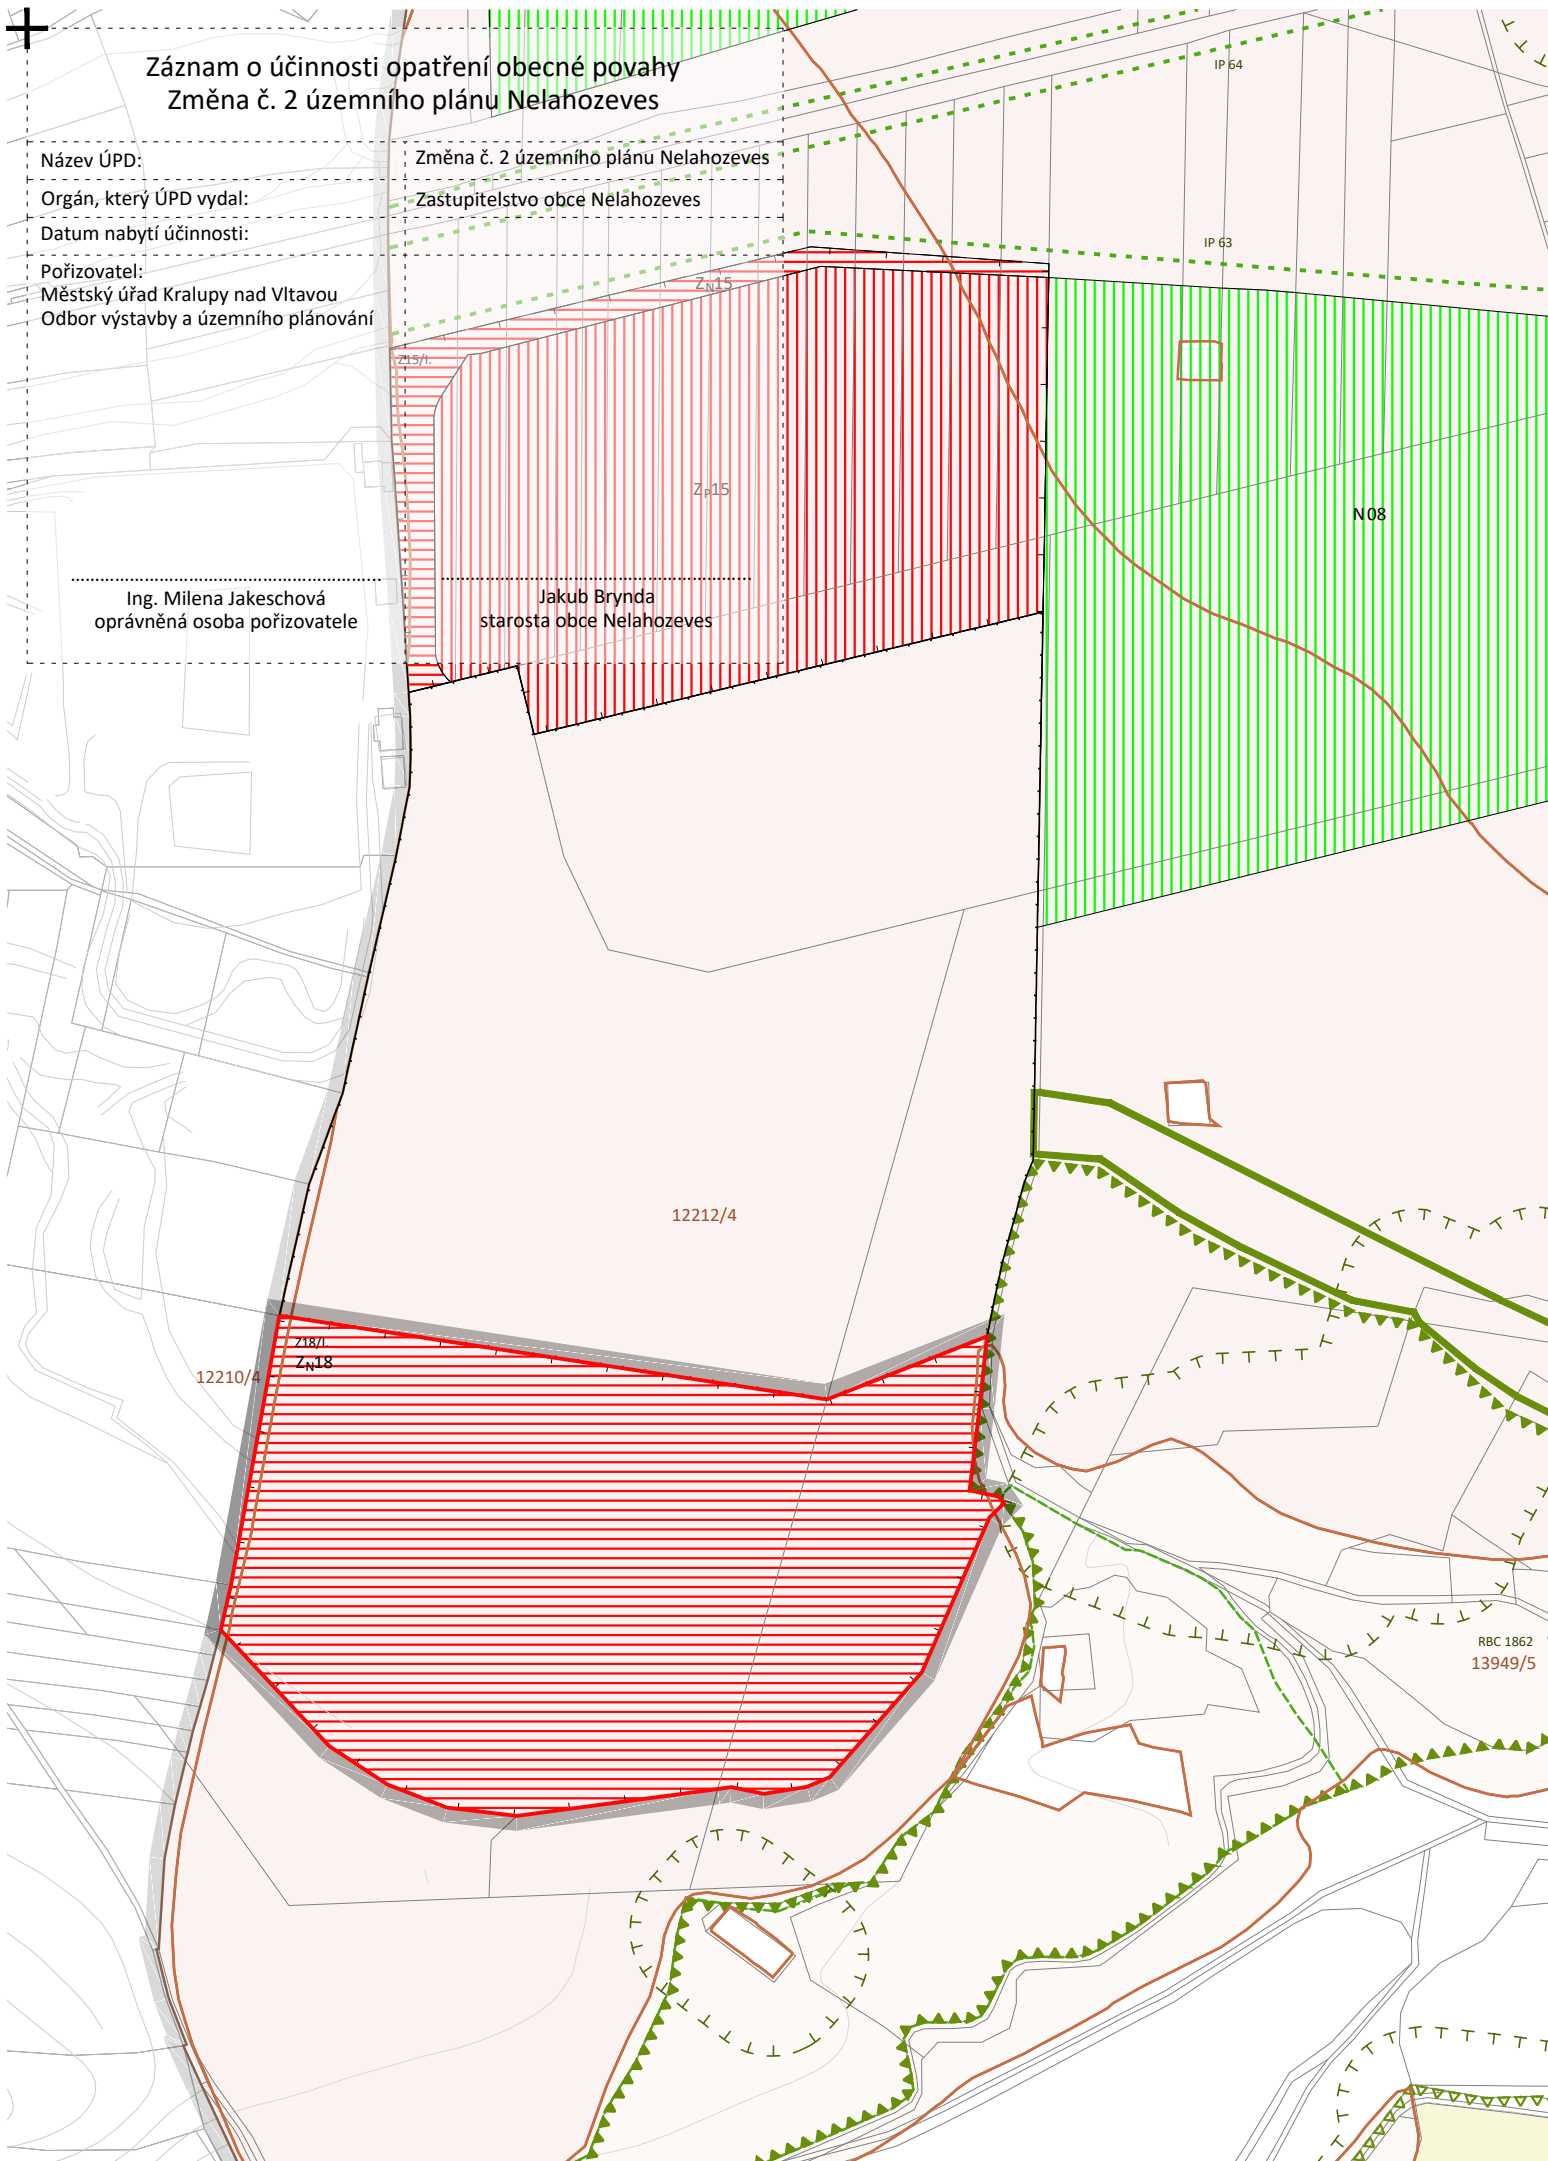 Záznam o účinnosti opatření obecné povahy
Změna č. 2 územního plánu Nelahozeves
Název ÚPD:
Změna č. 2 územního plánu Nelahozeves
Orgán, který ÚPD vydal:
Zastupitelstvo obce Nelahozeves
Datum nabytí účinnosti:
Pořizovatel:
Městský úřad Kralupy nad Vltavou
Odbor výstavby a územního plánování
Ing. Milena Jakeschová
oprávněná osoba pořizovatele
Jakub Brynda
starosta obce Nelahozeves
IP 64
IP 63
ZN15
Z15/I.
ZP15
N08
12212/4
Z18/I.
ZN18
12210/4
RBC 1862
13949/5